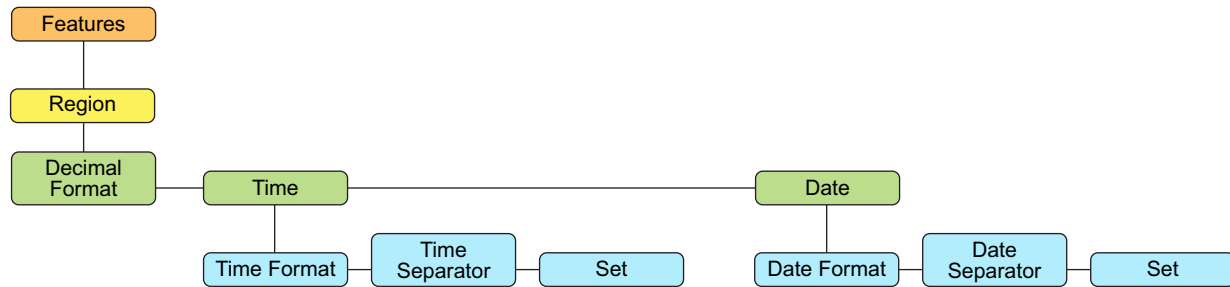 Features
Region
Decimal
Format
Time
Date
Time Format
Time
Separator
Set
Date Format
Date
Separator
Set